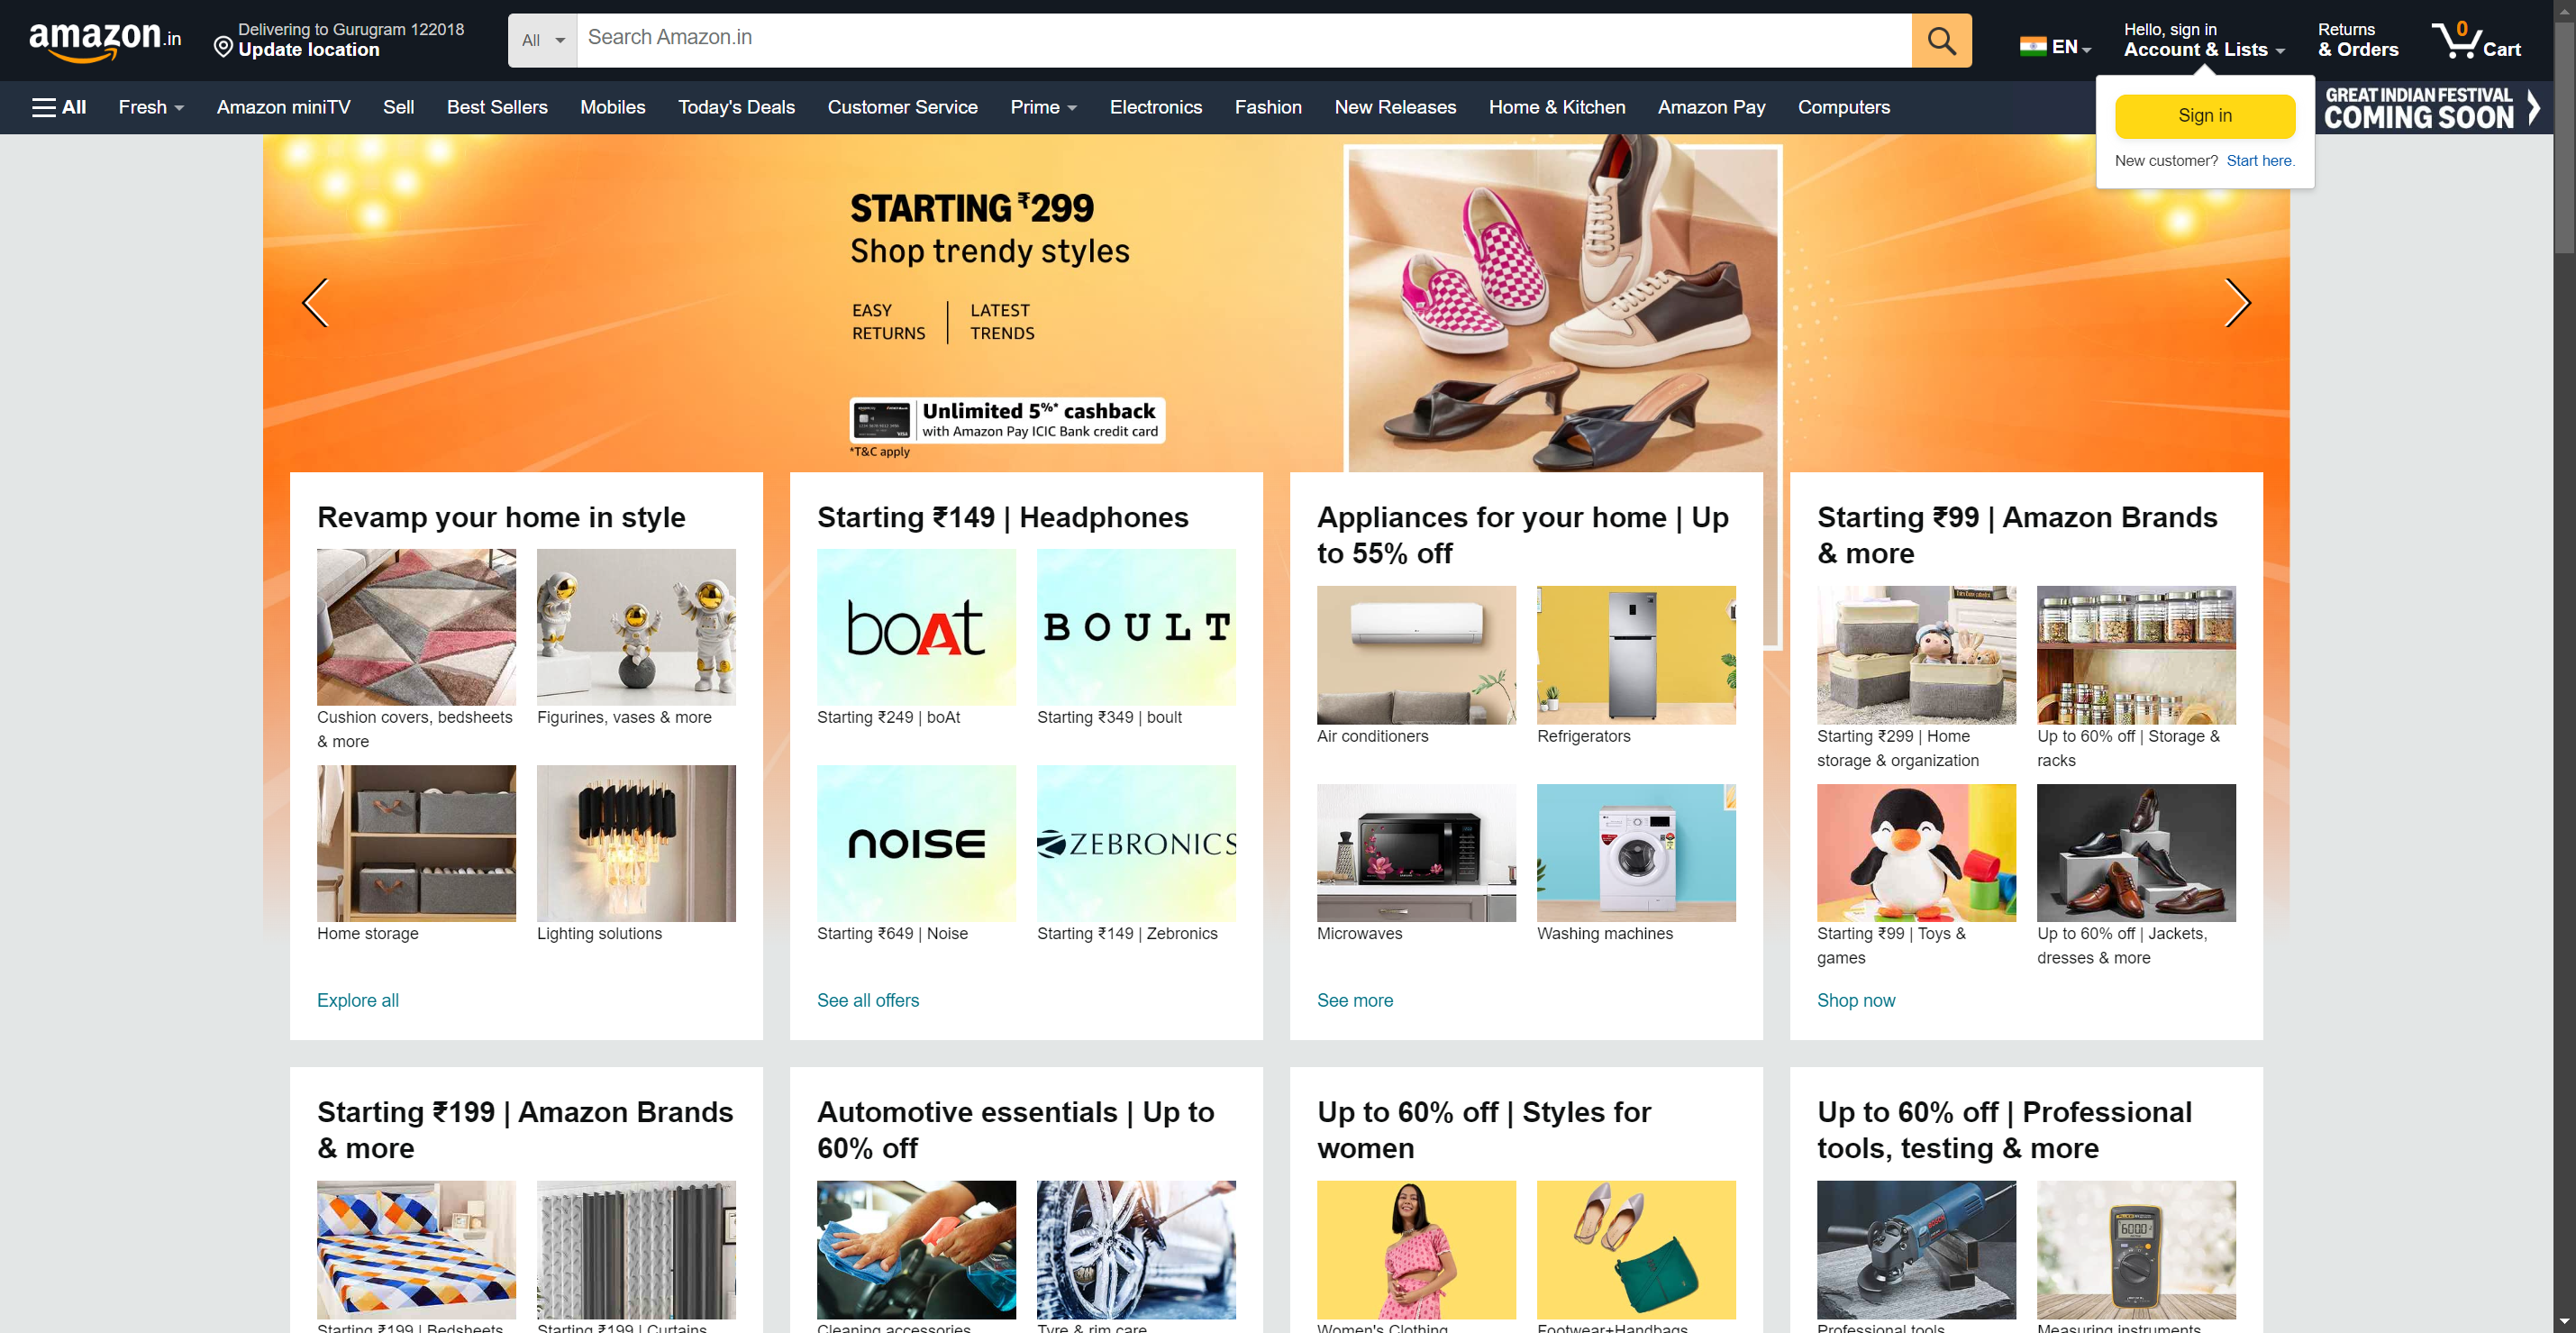 amazon.in
Delivering to Gurugram 122018
Update location
All
Search Amazon.in
EN
Hello, sign in
Account & Lists
Returns
& Orders
0
Cart
All
Fresh
Amazon miniTV
Sell
Best Sellers
Mobiles
Today's Deals
Customer Service
Prime
Electronics
Fashion
New Releases
Home & Kitchen
Amazon Pay
Computers
GREAT INDIAN FESTIVAL
COMING SOON
Sign in
New customer? Start here.
STARTING ₹299
Shop trendy styles
EASY
RETURNS
LATEST
TRENDS
Unlimited 5%* cashback
with Amazon Pay ICIC Bank credit card
*T&C apply
Revamp your home in style
Cushion covers, bedsheets
& more
Figurines, vases & more
Home storage
Lighting solutions
Explore all
Starting ₹149 | Headphones
boAt
BOULT
Starting ₹249 | boAt
Starting ₹349 | boult
noise
ZEBRONICS
Starting ₹649 | Noise
Starting ₹149 | Zebronics
See all offers
Appliances for your home | Up
to 55% off
Air conditioners
Refrigerators
Microwaves
Washing machines
See more
Starting ₹99 | Amazon Brands
& more
Starting ₹299 | Home
storage & organization
Up to 60% off | Storage &
racks
Starting ₹99 | Toys &
games
Up to 60% off | Jackets,
dresses & more
Shop now
Starting ₹199 | Amazon Brands
& more
Starting ₹199 | Bedsheets
Starting ₹199 | Curtains
Automotive essentials | Up to
60% off
Cleaning accessories
Tyre & rim care
Up to 60% off | Styles for
women
Women's Clothing
Footwear+Handbags
Up to 60% off | Professional
tools, testing & more
BOSCH
600.0
Professional tools
Measuring instruments